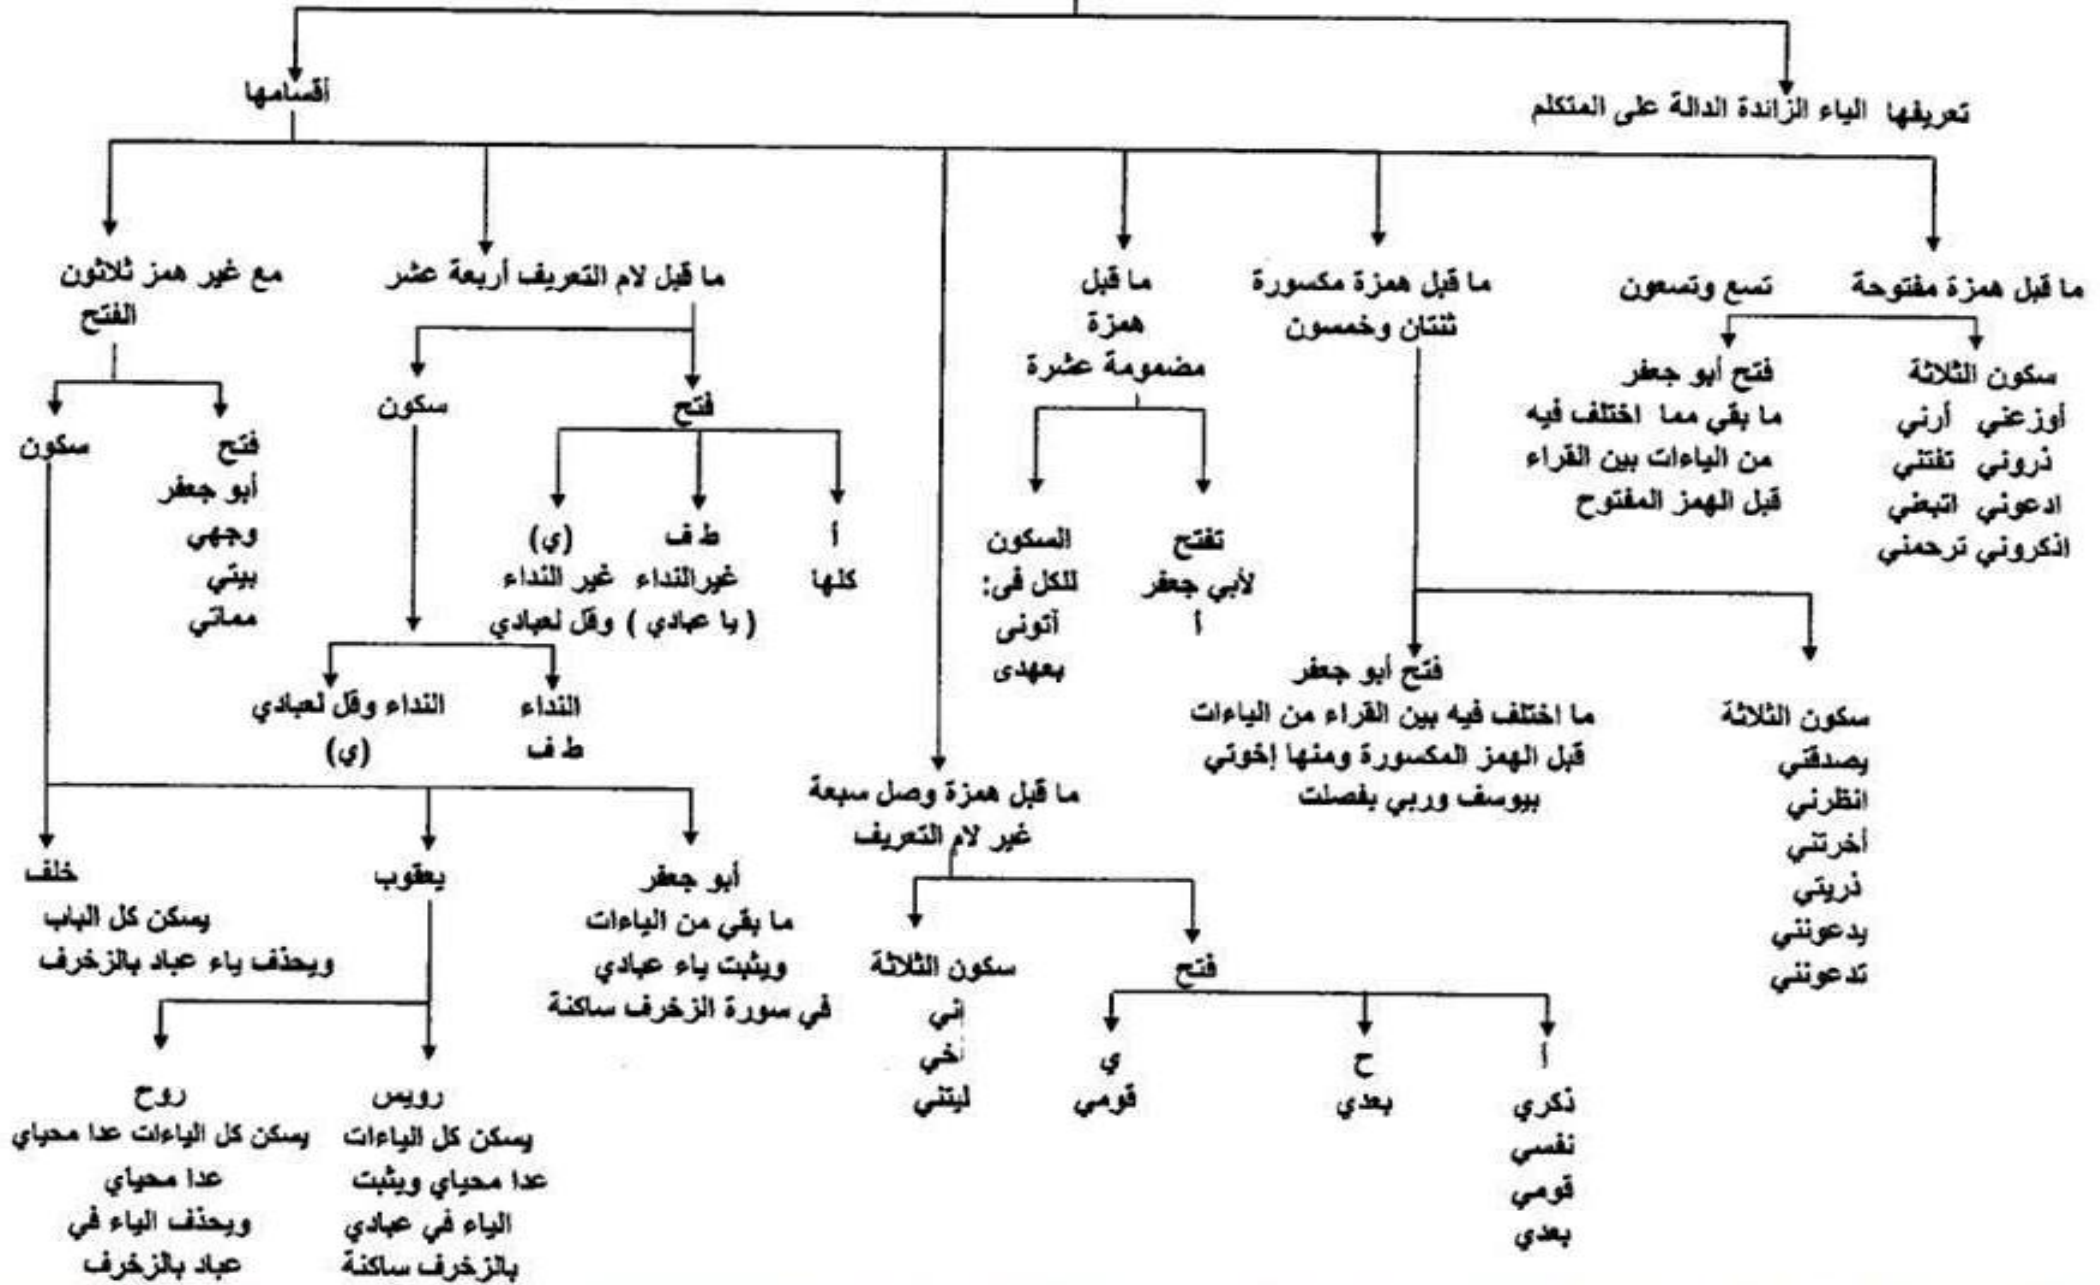 تعريفها الياء الزائدة الدالة على المتكلم
أقسامها
ما قبل همزة مفتوحة تسع وتسعون
سكون الثلاثة
أوزعني أرني
ذروني تفتني
ادعوني اتبعني
اذكروني ترحمني
فتح أبو جعفر
ما بقي مما اختلف فيه
من الياءات بين القراء
قبل الهمز المفتوح
ما قبل همزة مكسورة
ثنتان وخمسون
سكون الثلاثة
يصدقني
انظرني
أخرتني
ذريتي
يدعونني
تدعونني
فتح أبو جعفر
ما اختلف فيه بين القراء من الياءات
قبل الهمز المكسورة ومنها إخوتي
بيوسف وربي بفصلت
ما قبل
همزة
مضمومة عشرة
تفتح
لأبي جعفر
أ
السكون
للكل فى:
آتونى
بعهدى
ما قبل همزة وصل سبعة
غير لام التعريف
فتح
أ
ذكري
نفسي
قومي
بعدي
ح
بعدي
ي
قومي
سكون الثلاثة
إني
أخي
ليتني
ما قبل لام التعريف أربعة عشر
فتح
أ
كلها
ط ف
غيرالنداء
( يا عبادي )
(ي)
غير النداء
وقل لعبادي
سكون
النداء
ط ف
النداء وقل لعبادي
(ي)
مع غير همز ثلاثون
الفتح
فتح
أبو جعفر
وجهي
بيتي
مماتي
سكون
أبو جعفر
ما بقي من الياءات
ويثبت ياء عبادي
في سورة الزخرف ساكنة
يعقوب
رويس
يسكن كل الياءات
عدا محياي ويثبت
الياء في عبادي
بالزخرف ساكنة
روح
يسكن كل الياءات عدا محياي
عدا محياي
ويحذف الياء في
عباد بالزخرف
خلف
يسكن كل الباب
ويحذف ياء عباد بالزخرف